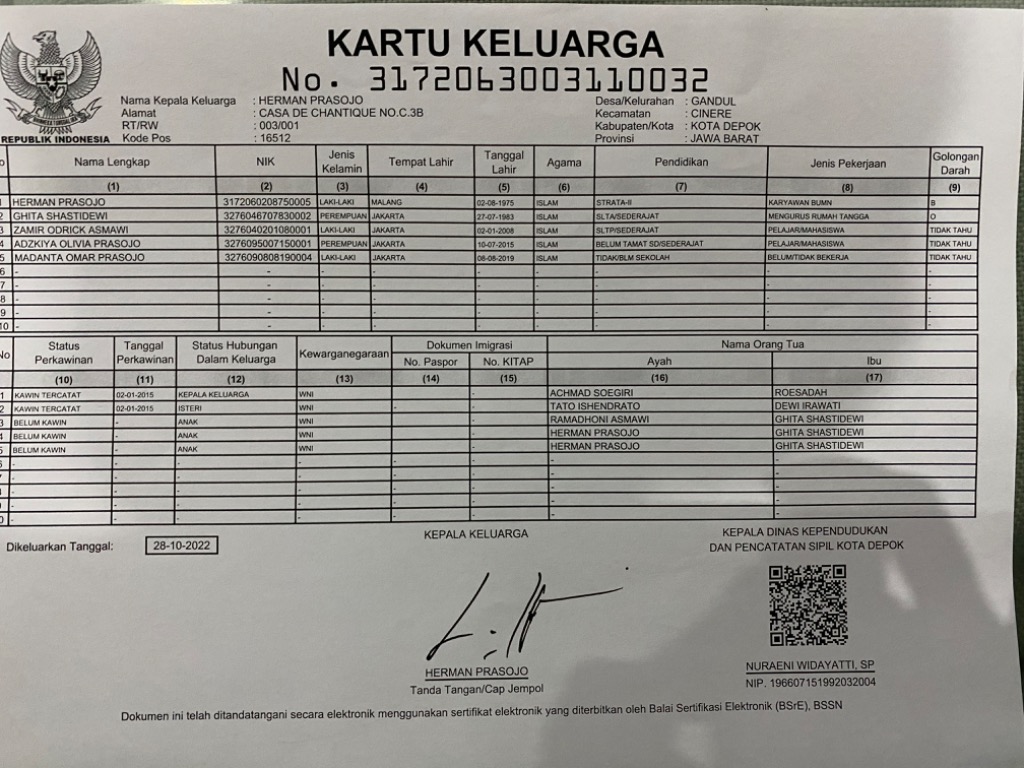 KARTU KELUARGA
No. 3172063003110032
REPUBLIK INDONESIA
Nama Kepala Keluarga : HERMAN PRASOJO
Alamat : CASA DE CHANTIQUE NO.C.3B
RT/RW : 003/001
Kode Pos : 16512
Desa/Kelurahan : GANDUL
Kecamatan : CINERE
Kabupaten/Kota : KOTA DEPOK
Provinsi : JAWA BARAT
Nama Lengkap NIK Jenis Kelamin Tempat Lahir Tanggal Lahir Agama Pendidikan Jenis Pekerjaan Golongan Darah
(1) (2) (3) (4) (5) (6) (7) (8) (9)
1 HERMAN PRASOJO 3172060208750005 LAKI-LAKI MALANG 02-08-1975 ISLAM STRATA-II KARYAWAN BUMN B
2 GHITA SHASTIDEWI 3276046707830002 PEREMPUAN JAKARTA 27-07-1983 ISLAM SLTA/SEDERAJAT MENGURUS RUMAH TANGGA O
3 ZAMIR ODRICK ASMAWI 3276040201080001 LAKI-LAKI JAKARTA 02-01-2008 ISLAM SLTP/SEDERAJAT PELAJAR/MAHASISWA TIDAK TAHU
4 ADZKIYA OLIVIA PRASOJO 3276095007150001 PEREMPUAN JAKARTA 10-07-2015 ISLAM BELUM TAMAT SD/SEDERAJAT PELAJAR/MAHASISWA TIDAK TAHU
5 MADANTA OMAR PRASOJO 3276090808190004 LAKI-LAKI JAKARTA 08-08-2019 ISLAM TIDAK/BLM SEKOLAH BELUM/TIDAK BEKERJA TIDAK TAHU
6 - - - - - - - - -
7 - - - - - - - - -
8 - - - - - - - - -
9 - - - - - - - - -
10 - - - - - - - - -
No Status Perkawinan Tanggal Perkawinan Status Hubungan Dalam Keluarga Kewarganegaraan Dokumen Imigrasi Nama Orang Tua
No. Paspor No. KITAP Ayah Ibu
(10) (11) (12) (13) (14) (15) (16) (17)
1 KAWIN TERCATAT 02-01-2015 KEPALA KELUARGA WNI - ACHMAD SOEGIRI ROESADAH
2 KAWIN TERCATAT 02-01-2015 ISTERI WNI - - TATO ISHENDRATO DEWI IRAWATI
3 BELUM KAWIN - ANAK WNI - RAMADHONI ASMAWI GHITA SHASTIDEWI
4 BELUM KAWIN - ANAK WNI - HERMAN PRASOJO GHITA SHASTIDEWI
5 BELUM KAWIN - ANAK WNI - HERMAN PRASOJO GHITA SHASTIDEWI
- - - - - - - -
- - - - - - - -
- - - - - - - -
- - - - - - - -
- - - - - - - -
Dikeluarkan Tanggal: 28-10-2022
KEPALA KELUARGA
HERMAN PRASOJO
Tanda Tangan/Cap Jempol
KEPALA DINAS KEPENDUDUKAN
DAN PENCATATAN SIPIL KOTA DEPOK
NURAENI WIDAYATTI, SP
NIP. 196607151992032004
Dokumen ini telah ditandatangani secara elektronik menggunakan sertifikat elektronik yang diterbitkan oleh Balai Sertifikasi Elektronik (BSrE), BSSN